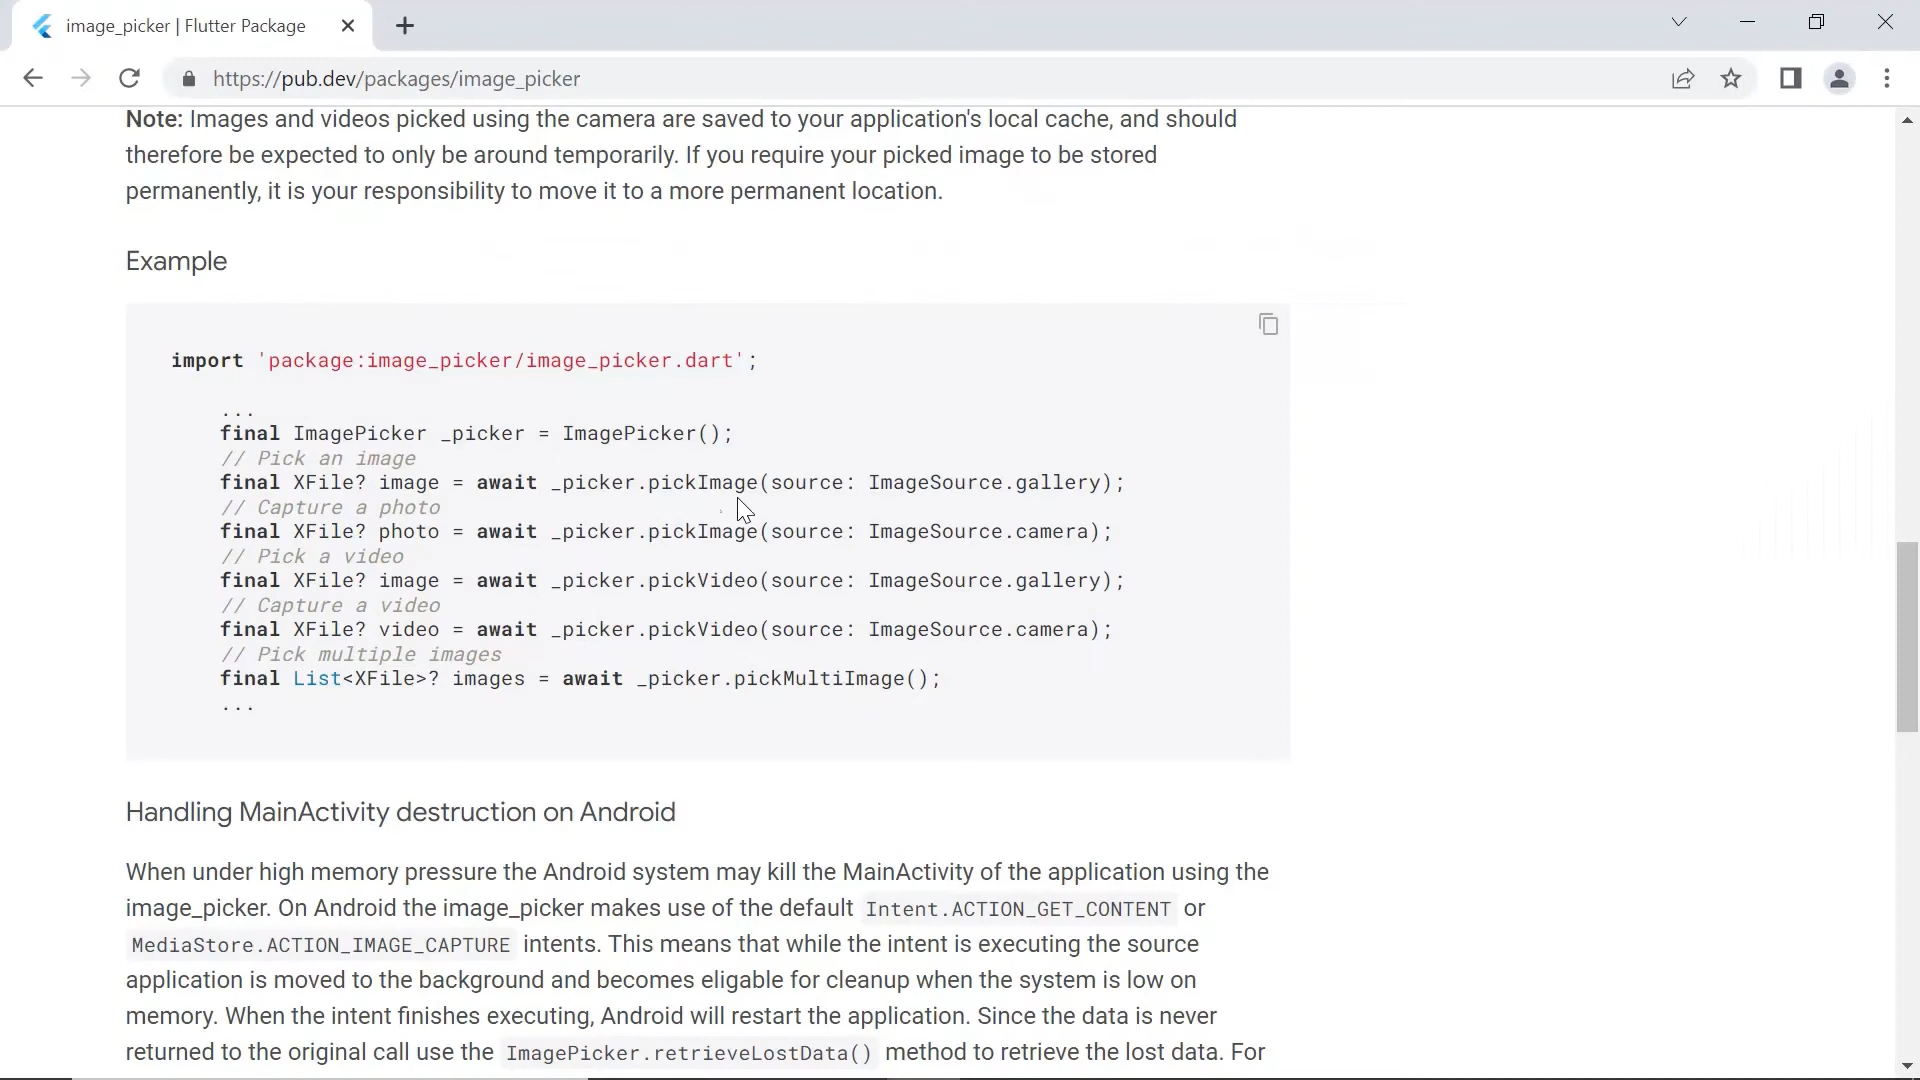 image_picker | Flutter Package
https://pub.dev/packages/image_picker
Note: Images and videos picked using the camera are saved to your application's local cache, and should
therefore be expected to only be around temporarily. If you require your picked image to be stored
permanently, it is your responsibility to move it to a more permanent location.
Example
import 'package:image_picker/image_picker.dart';
...
final ImagePicker _picker = ImagePicker();
// Pick an image
final XFile? image = await _picker.pickImage(source: ImageSource.gallery);
// Capture a photo
final XFile? photo = await _picker.pickImage(source: ImageSource.camera);
// Pick a video
final XFile? image = await _picker.pickVideo(source: ImageSource.gallery);
// Capture a video
final XFile? video = await _picker.pickVideo(source: ImageSource.camera);
// Pick multiple images
final List<XFile>? images = await _picker.pickMultiImage();
...
Handling MainActivity destruction on Android
When under high memory pressure the Android system may kill the MainActivity of the application using the
image_picker. On Android the image_picker makes use of the default Intent.ACTION_GET_CONTENT or
MediaStore.ACTION_IMAGE_CAPTURE intents. This means that while the intent is executing the source
application is moved to the background and becomes eligable for cleanup when the system is low on
memory. When the intent finishes executing, Android will restart the application. Since the data is never
returned to the original call use the ImagePicker.retrieveLostData() method to retrieve the lost data. For